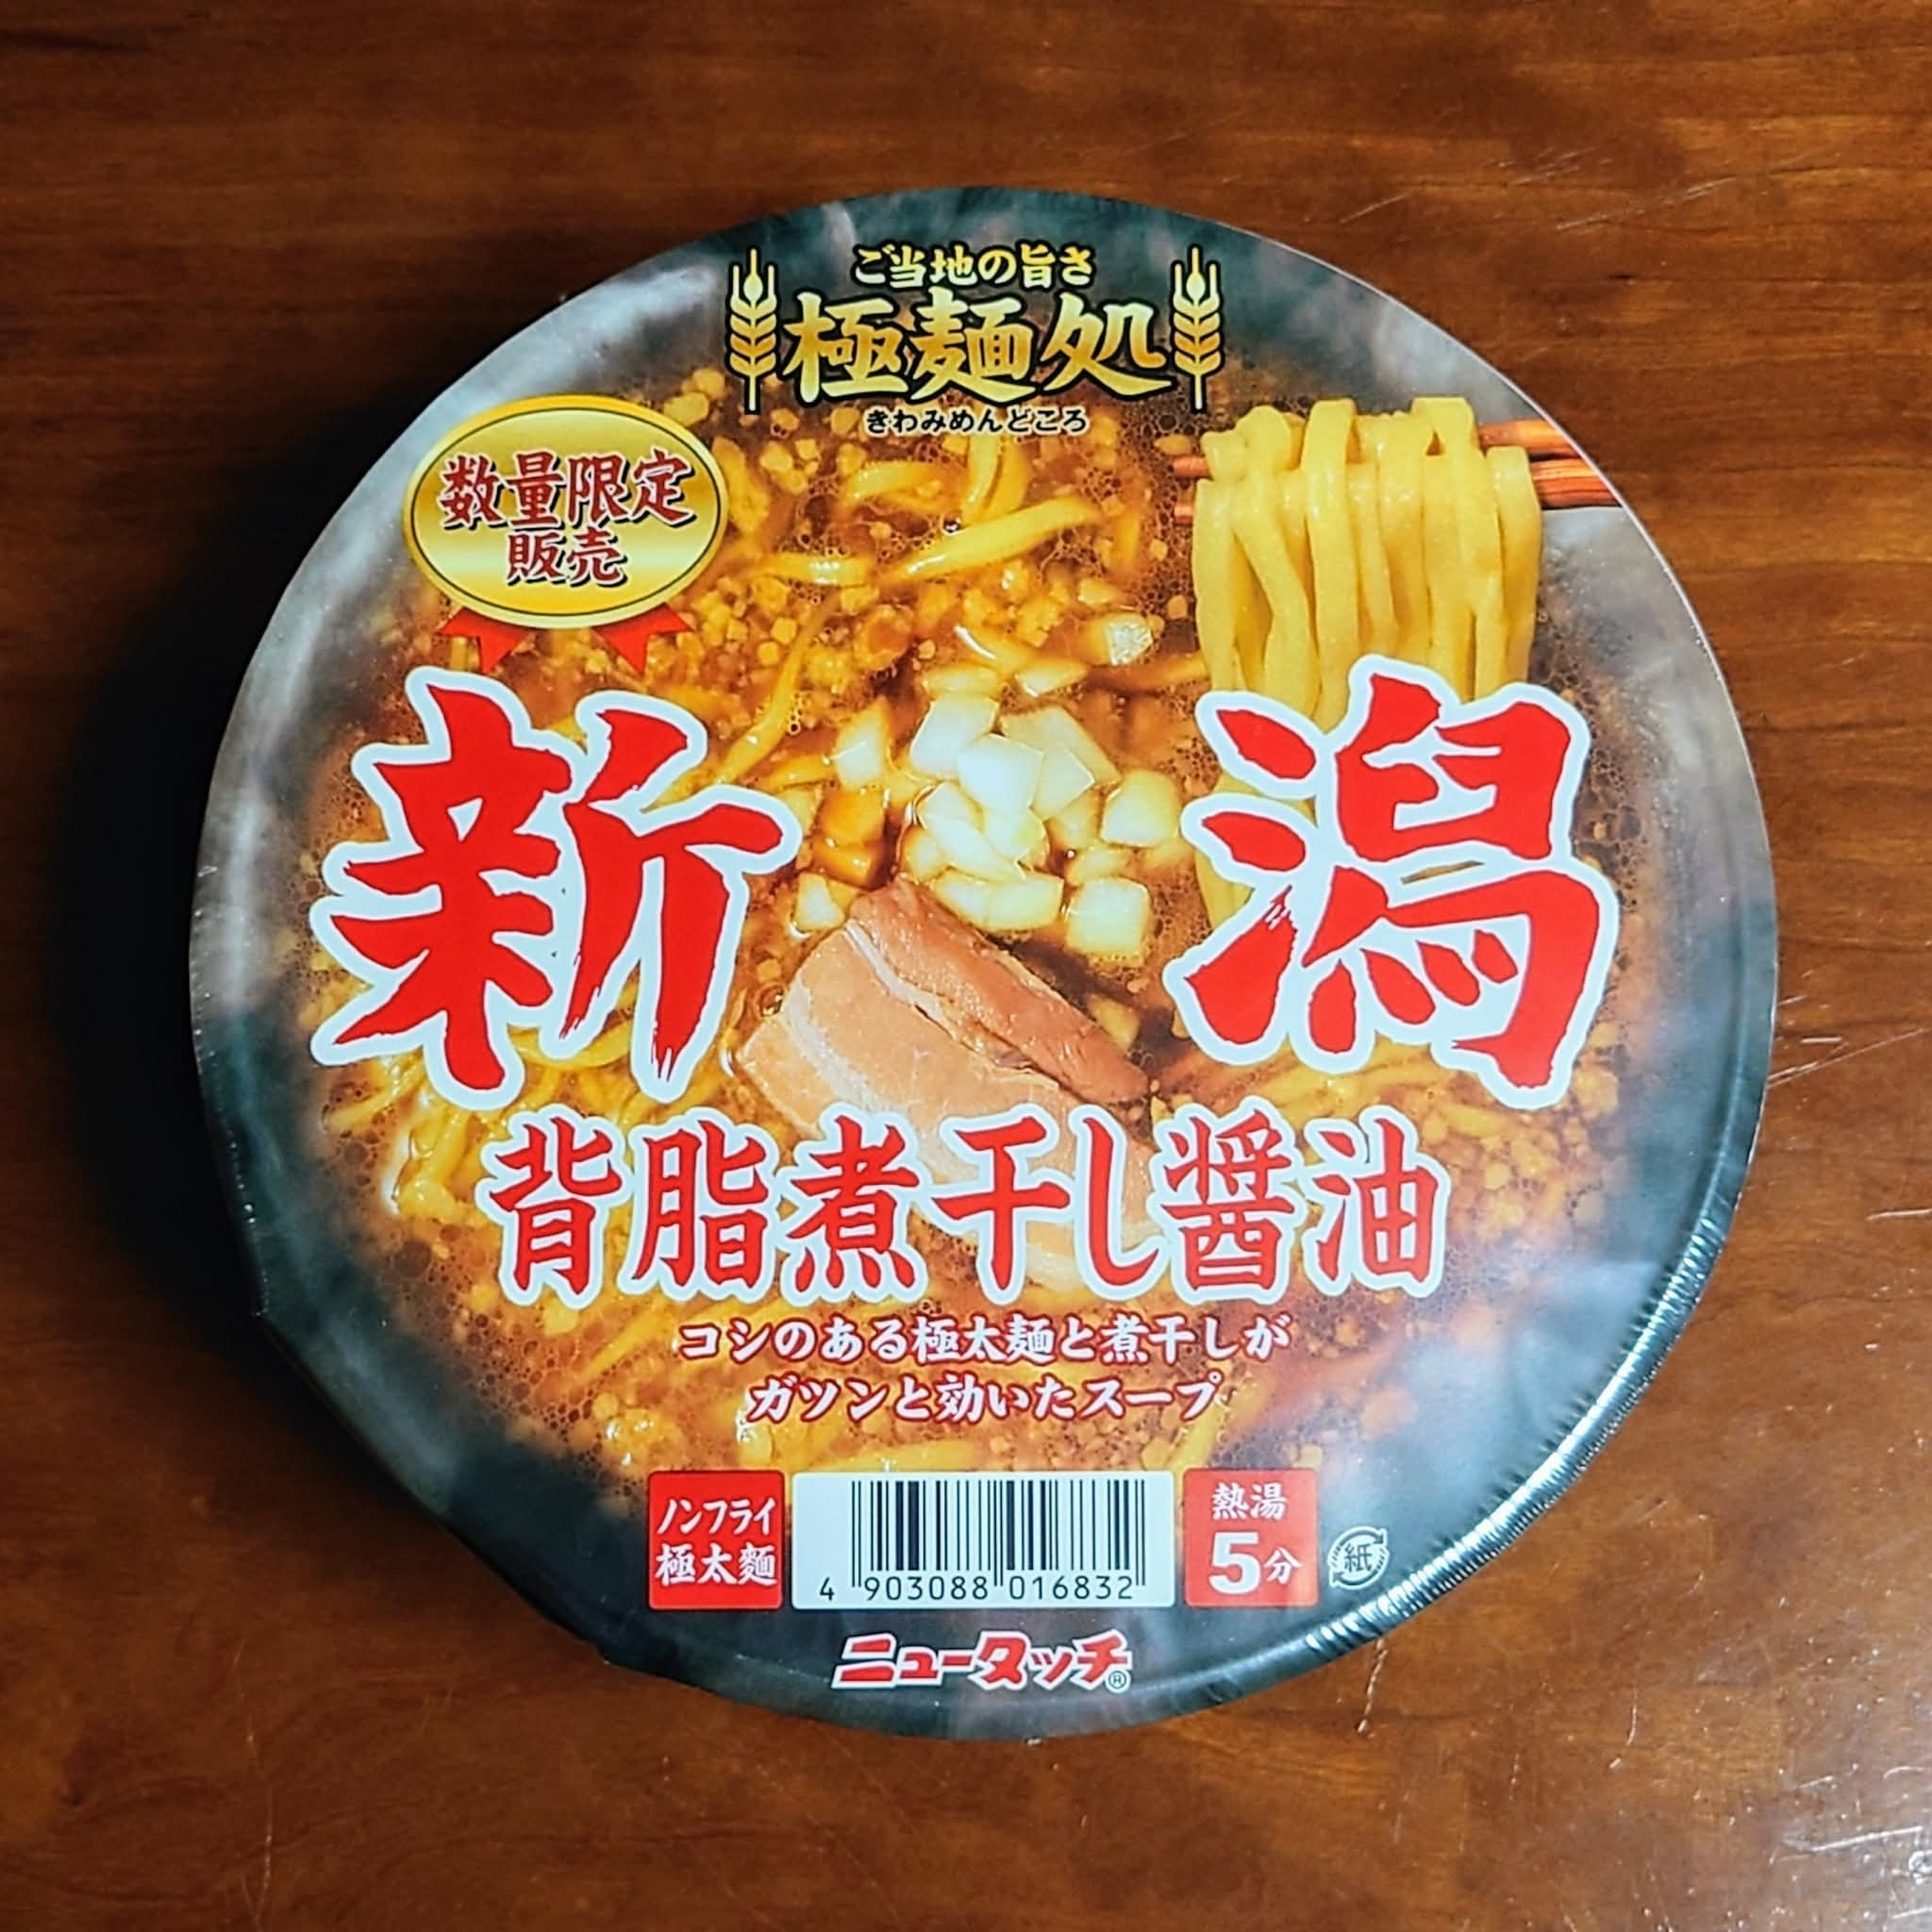 ご当地の旨さ
極麺処
きわみめんどころ
数量限定
販売
新潟
背脂煮干し醤油
コシのある極太麺と煮干しが
ガツンと効いたスープ
ノンフライ
極太麺
4 903088 016832
熱湯
5分
紙
ニュータッチ®